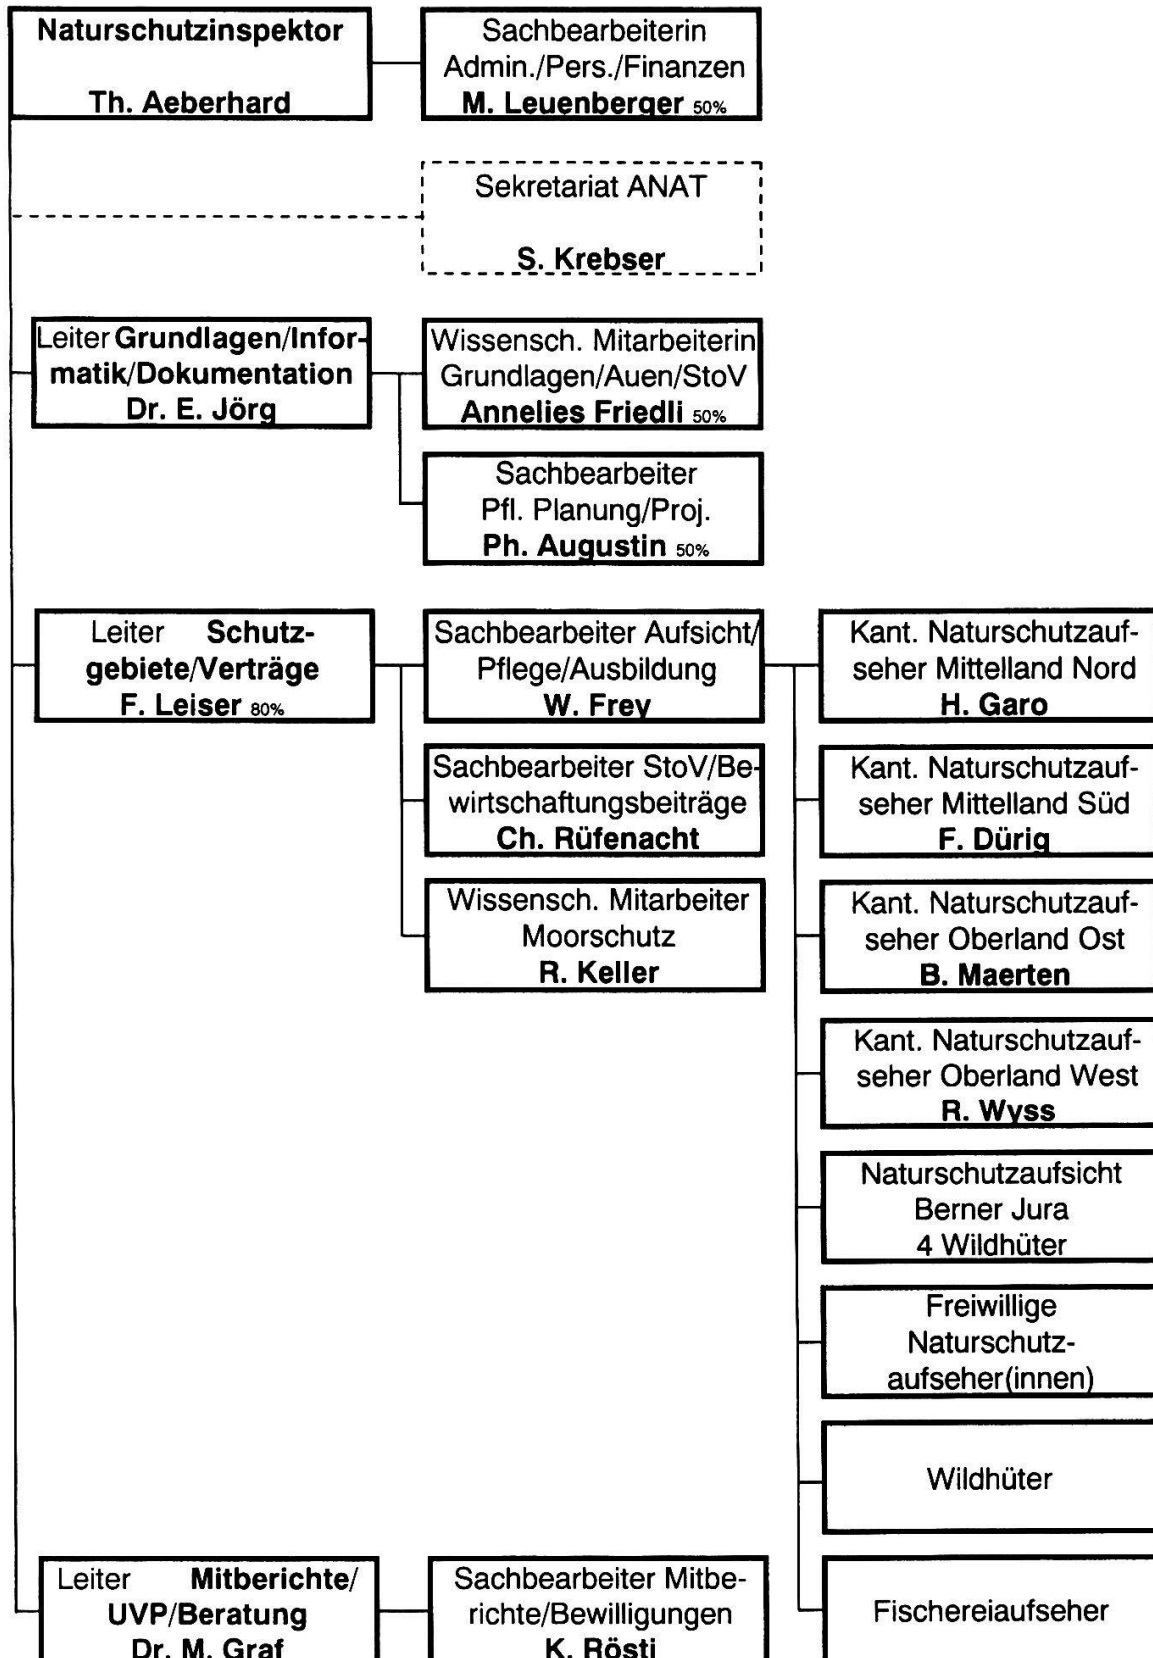 Naturschutzinspektor
Th. Aeberhard
Sachbearbeiterin
Admin./Pers./Finanzen
M. Leuenberger 50%
Sekretariat ANAT
S. Krebser
Leiter Grundlagen/Infor-
matik/Dokumentation
Dr. E. Jörg
Wissensch. Mitarbeiterin
Grundlagen/Auen/StoV
Annelies Friedli 50%
Sachbearbeiter
Pfl. Planung/Proj.
Ph. Augustin 50%
Leiter Schutz-
gebiete/Verträge
F. Leiser 80%
Sachbearbeiter Aufsicht/
Pflege/Ausbildung
W. Frey
Kant. Naturschutzauf-
seher Mittelland Nord
H. Garo
Sachbearbeiter StoV/Be-
wirtschaftungsbeiträge
Ch. Rüfenacht
Kant. Naturschutzauf-
seher Mittelland Süd
F. Dürig
Wissensch. Mitarbeiter
Moorschutz
R. Keller
Kant. Naturschutzauf-
seher Oberland Ost
B. Maerten
Kant. Naturschutzauf-
seher Oberland West
R. Wyss
Naturschutzaufsicht
Berner Jura
4 Wildhüter
Freiwillige
Naturschutz-
aufseher(innen)
Wildhüter
Leiter Mitberichte/
UVP/Beratung
Dr. M. Graf
Sachbearbeiter Mitbe-
richte/Bewilligungen
K. Rösti
Fischereiaufseher